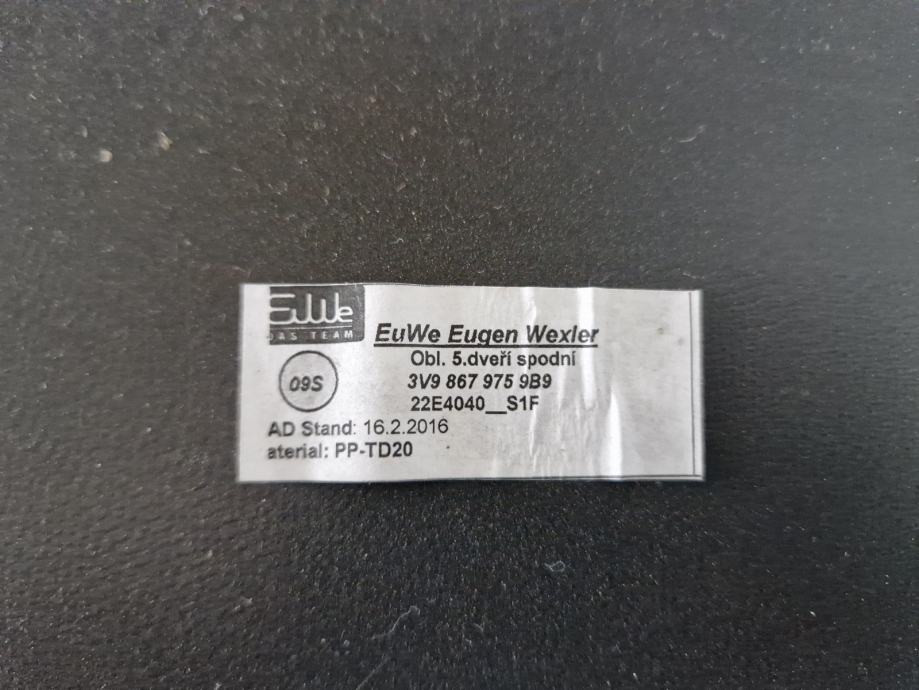 EuWe
DAS TEAM
EuWe Eugen Wexler
Obl. 5.dveří spodní
09S
3V9 867 975 9B9
22E4040__S1F
AD Stand: 16.2.2016
aterial: PP-TD20